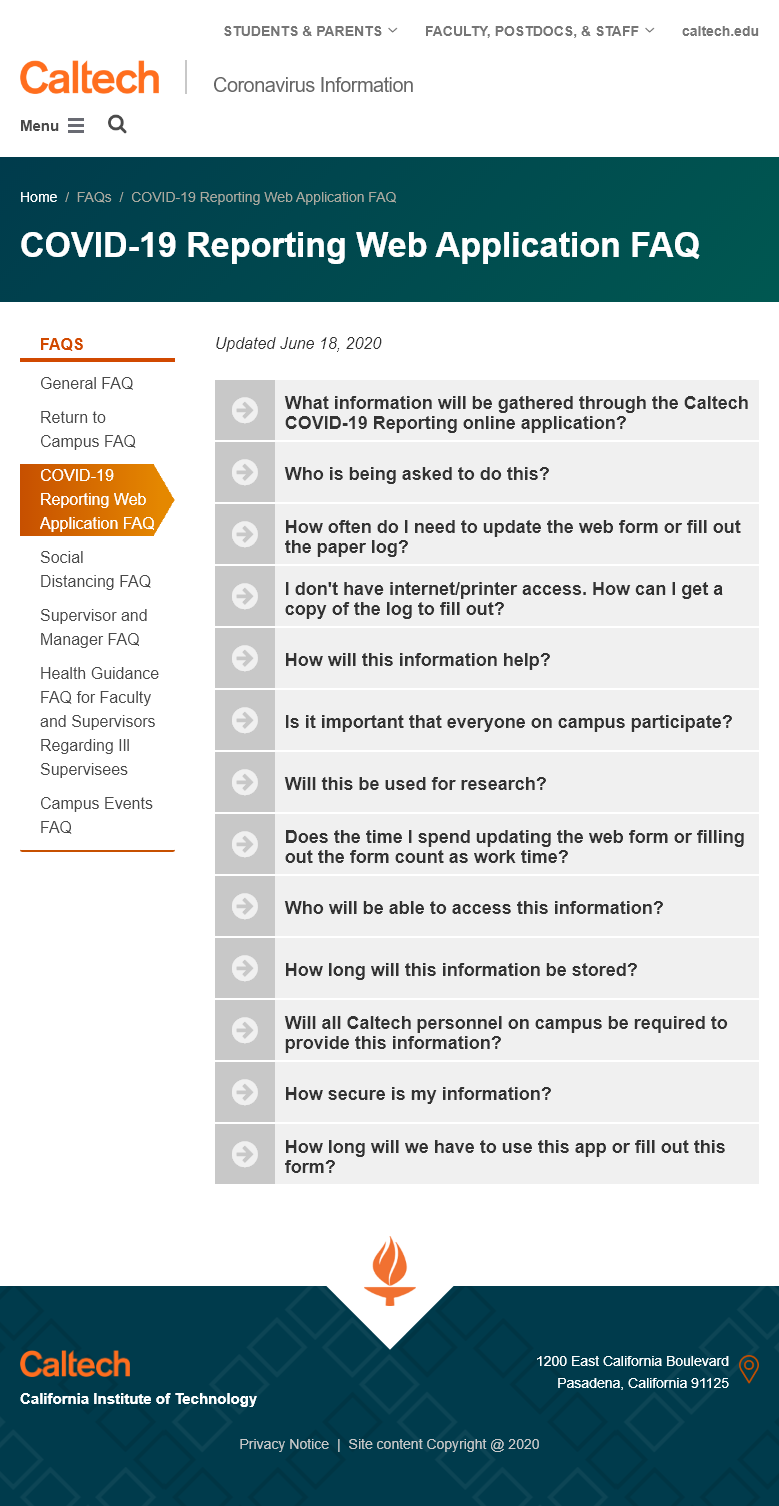 STUDENTS & PARENTS FACULTY, POSTDOCS, & STAFF caltech.edu
Caltech Coronavirus Information
Menu
Home / FAQs / COVID-19 Reporting Web Application FAQ
COVID-19 Reporting Web Application FAQ
FAQS
General FAQ
Return to
Campus FAQ
COVID-19
Reporting Web
Application FAQ
Social
Distancing FAQ
Supervisor and
Manager FAQ
Health Guidance
FAQ for Faculty
and Supervisors
Regarding Ill
Supervisees
Campus Events
FAQ
Updated June 18, 2020
What information will be gathered through the Caltech
COVID-19 Reporting online application?
Who is being asked to do this?
How often do I need to update the web form or fill out
the paper log?
I don't have internet/printer access. How can I get a
copy of the log to fill out?
How will this information help?
Is it important that everyone on campus participate?
Will this be used for research?
Does the time I spend updating the web form or filling
out the form count as work time?
Who will be able to access this information?
How long will this information be stored?
Will all Caltech personnel on campus be required to
provide this information?
How secure is my information?
How long will we have to use this app or fill out this
form?
Caltech
California Institute of Technology
1200 East California Boulevard
Pasadena, California 91125
Privacy Notice | Site content Copyright @ 2020